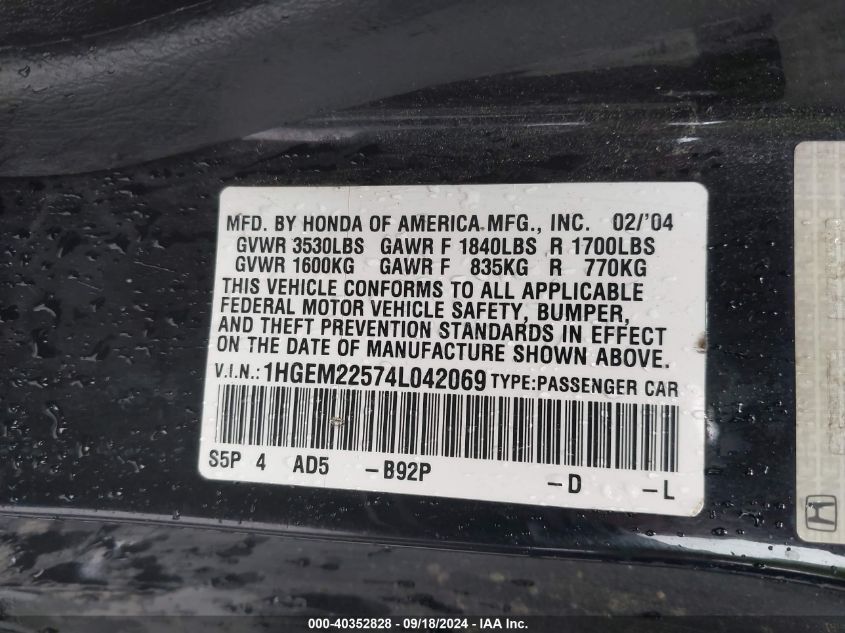 MFD. BY HONDA OF AMERICA MFG., INC. 02/'04
GVWR 3530LBS GAWR F 1840LBS R 1700LBS
GVWR 1600KG GAWR F 835KG R 770KG
THIS VEHICLE CONFORMS TO ALL APPLICABLE
FEDERAL MOTOR VEHICLE SAFETY, BUMPER,
AND THEFT PREVENTION STANDARDS IN EFFECT
ON THE DATE OF MANUFACTURE SHOWN ABOVE.
V.I.N.: 1HGEM22574L042069 TYPE:PASSENGER CAR
S5P 4 AD5 -B92P -D -L
000-40352828 - 09/18/2024 - IAA Inc.